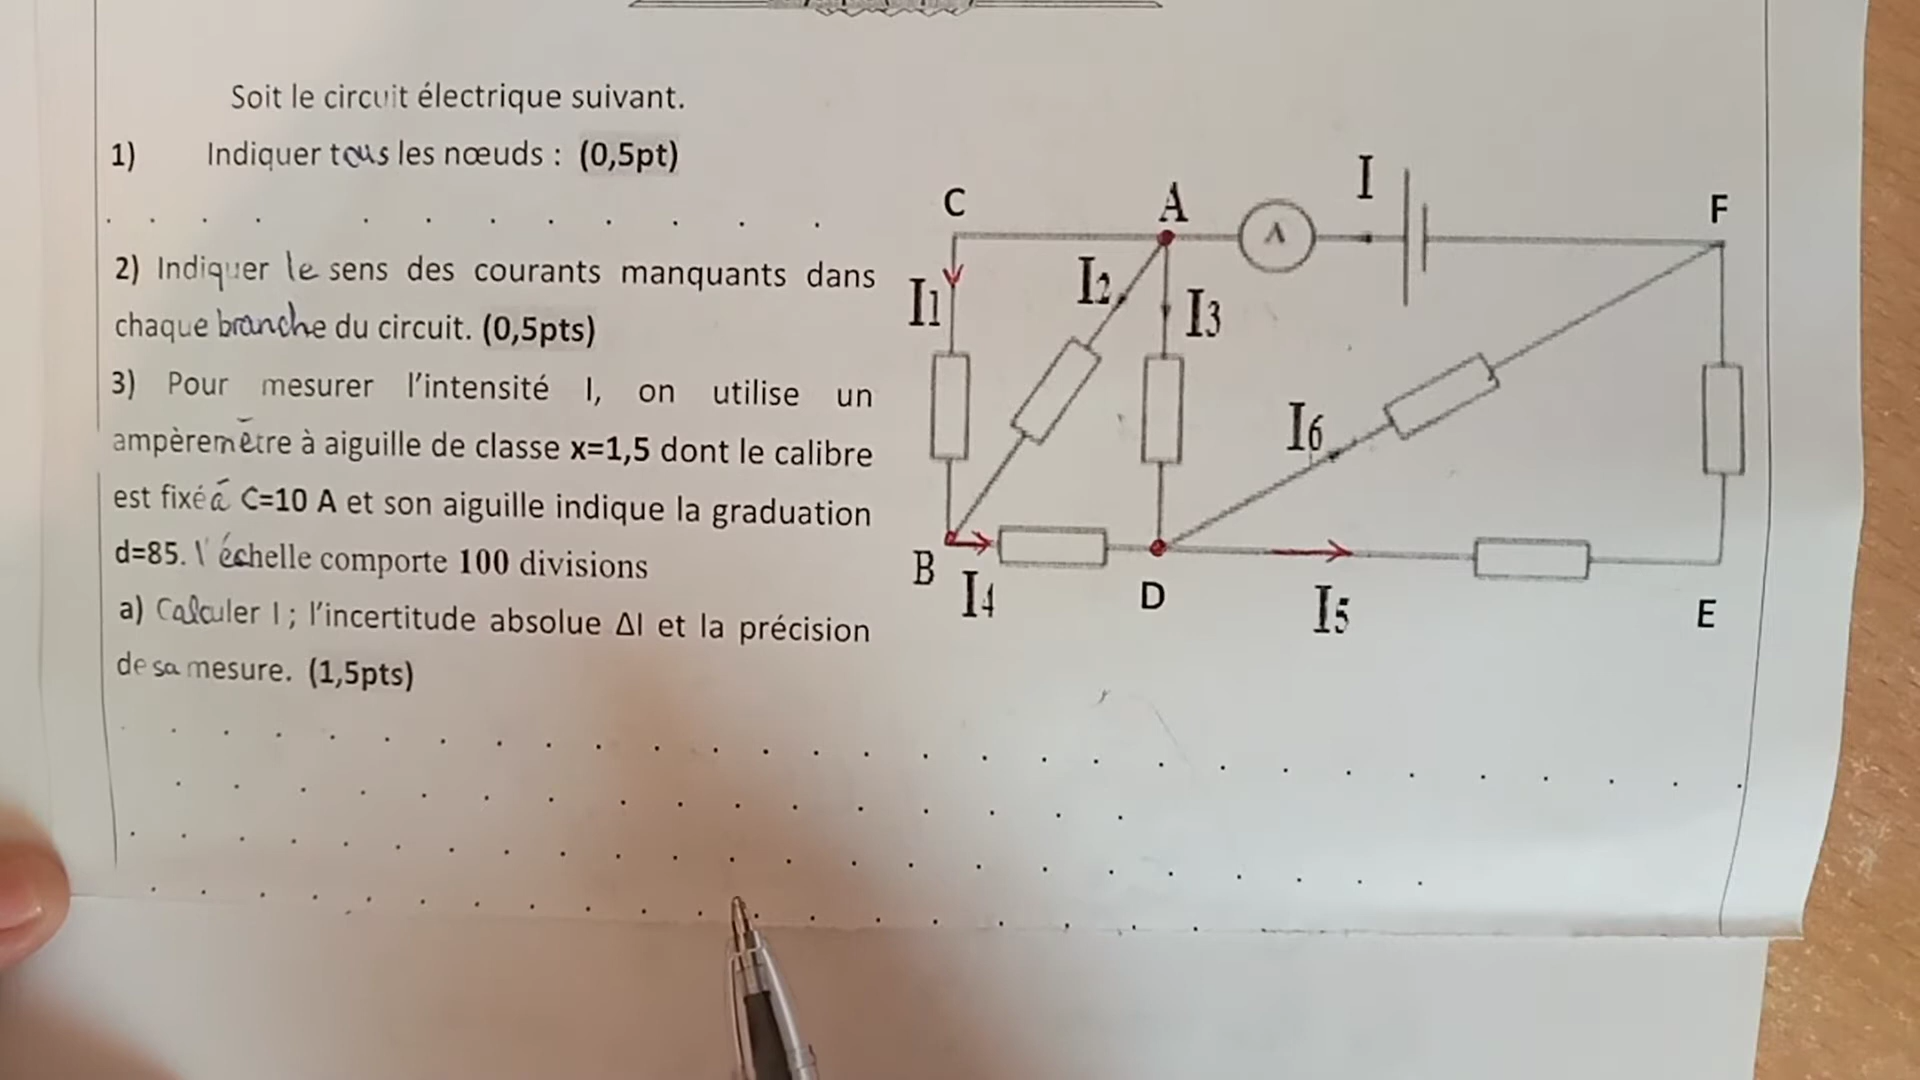 Soit le circuit électrique suivant.
1) Indiquer tous les nœuds : (0,5pt)
2) Indiquer le sens des courants manquants dans
chaque branche du circuit. (0,5pts)
3) Pour mesurer l'intensité I, on utilise un
ampèremètre à aiguille de classe x=1,5 dont le calibre
est fixé à C=10 A et son aiguille indique la graduation
d=85. l'échelle comporte 100 divisions
a) Calculer I ; l'incertitude absolue ΔI et la précision
de sa mesure. (1,5pts)
C A A I F
I1 I2 I3
I6
B I4 D I5 E